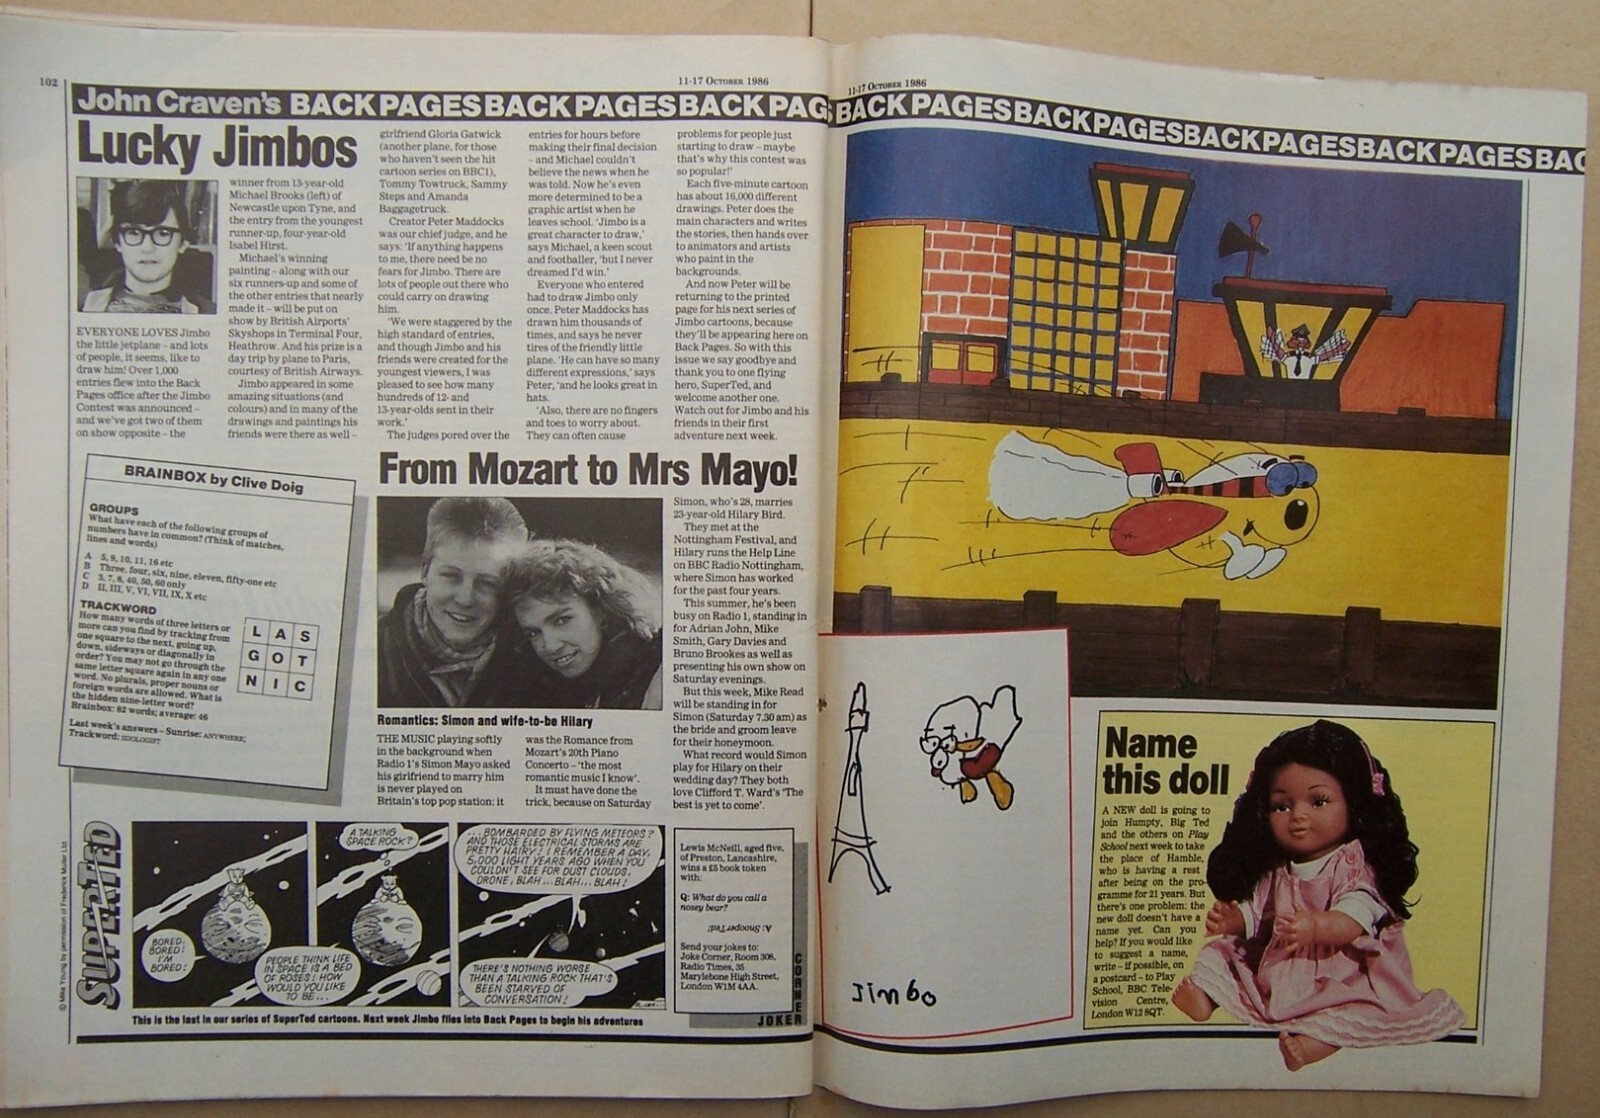 102
11-17 OCTOBER 1986
John Craven's BACK PAGES BACK PAGES BACK PAG
Lucky Jimbos
EVERYONE LOVES Jimbo
the little jetplane – and lots
of people, it seems, like to
draw him! Over 1,000
entries flew into the Back
Pages office after the Jimbo
Contest was announced –
and we've got two of them
on show opposite – the
winner from 13-year-old
Michael Brooks (left) of
Newcastle upon Tyne, and
the entry from the youngest
runner-up, four-year-old
Isabel Hirst.
Michael's winning
painting – along with our
six runners-up and some of
the other entries that nearly
made it – will be put on
show by British Airports'
Skyshops in Terminal Four,
Heathrow. And his prize is a
day trip by plane to Paris,
courtesy of British Airways.
Jimbo appeared in some
amazing situations (and
colours) and in many of the
drawings and paintings his
friends were there as well –
girlfriend Gloria Gatwick
(another plane, for those
who haven't seen the hit
cartoon series on BBC1),
Tommy Towtruck, Sammy
Steps and Amanda
Baggagetruck.
Creator Peter Maddocks
was our chief judge, and he
says: 'If anything happens
to me, there need be no
fears for Jimbo. There are
lots of people out there who
could carry on drawing
him.
'We were staggered by the
high standard of entries,
and though Jimbo and his
friends were created for the
youngest viewers, I was
pleased to see how many
hundreds of 12- and
13-year-olds sent in their
work.'
The judges pored over the
entries for hours before
making their final decision
– and Michael couldn't
believe the news when he
was told. Now he's even
more determined to be a
graphic artist when he
leaves school. 'Jimbo is a
great character to draw,'
says Michael, a keen scout
and footballer, 'but I never
dreamed I'd win.'
Everyone who entered
had to draw Jimbo only
once. Peter Maddocks has
drawn him thousands of
times, and says he never
tires of the friendly little
plane. 'He can have so many
different expressions,' says
Peter, 'and he looks great in
hats.
'Also, there are no fingers
and toes to worry about.
They can often cause
problems for people just
starting to draw – maybe
that's why this contest was
so popular!'
Each five-minute cartoon
has about 16,000 different
drawings. Peter does the
main characters and writes
the stories, then hands over
to animators and artists
who paint in the
backgrounds.
And now Peter will be
returning to the printed
page for his next series of
Jimbo cartoons, because
they'll be appearing here on
Back Pages. So with this
issue we say goodbye and
thank you to one flying
hero, SuperTed, and
welcome another one.
Watch out for Jimbo and his
friends in their first
adventure next week.
BRAINBOX by Clive Doig
GROUPS
What have each of the following groups of
numbers have in common? (Think of matches,
lines and words)
A 5, 9, 10, 11, 16 etc
B Three, four, six, nine, eleven, fifty-one etc
C 3, 7, 8, 40, 50, 60 only
D II, III, V, VI, VII, IX, X etc
TRACKWORD
How many words of three letters or
more can you find by tracking from
one square to the next, going up,
down, sideways or diagonally in
order? You may not go through the
same letter square again in any one
word. No plurals, proper nouns or
foreign words are allowed. What is
the hidden nine-letter word?
Brainbox: 82 words; average: 46
L A S
G O T
N I C
Last week's answers – Sunrise: ANYWHERE;
Trackword: ZOOLOGIST
From Mozart to Mrs Mayo!
Romantics: Simon and wife-to-be Hilary
THE MUSIC playing softly
in the background when
Radio 1's Simon Mayo asked
his girlfriend to marry him
is never played on
Britain's top pop station: it
was the Romance from
Mozart's 20th Piano
Concerto – 'the most
romantic music I know'.
It must have done the
trick, because on Saturday
Simon, who's 28, marries
23-year-old Hilary Bird.
They met at the
Nottingham Festival, and
Hilary runs the Help Line
on BBC Radio Nottingham,
where Simon has worked
for the past four years.
This summer, he's been
busy on Radio 1, standing in
for Adrian John, Mike
Smith, Gary Davies and
Bruno Brookes as well as
presenting his own show on
Saturday evenings.
But this week, Mike Read
will be standing in for
Simon (Saturday 7.30 am) as
the bride and groom leave
for their honeymoon.
What record would Simon
play for Hilary on their
wedding day? They both
love Clifford T. Ward's 'The
best is yet to come'.
© Mike Young by permission of Frederick Muller Ltd
SUPERTED
BORED.
BORED!
I'M
BORED!
A TALKING
SPACE ROCK?
PEOPLE THINK LIFE
IN SPACE IS A BED
OF ROSES! HOW
WOULD YOU LIKE
TO BE...
...BOMBARDED BY FLYING METEORS?
AND THOSE ELECTRICAL STORMS ARE
PRETTY HAIRY! I REMEMBER A DAY,
5,000 LIGHT YEARS AGO WHEN YOU
COULDN'T SEE FOR DUST CLOUDS,
DRONE, BLAH...BLAH...BLAH!
THERE'S NOTHING WORSE
THAN A TALKING ROCK THAT'S
BEEN STARVED OF
CONVERSATION!
This is the last in our series of SuperTed cartoons. Next week Jimbo flies into Back Pages to begin his adventures
Lewis McNeill, aged five,
of Preston, Lancashire,
wins a £5 book token
with:
Q: What do you call a
nosey bear?
A: SnooperTed!
Send your jokes to:
Joke Corner, Room 308,
Radio Times, 35
Marylebone High Street,
London W1M 4AA.
JOKER
CORNER
11-17 OCTOBER 1986
BACK PAGES BACK PAGES BACK PAGES BACK PAGES BAC
Jimbo
Name
this doll
A NEW doll is going to
join Humpty, Big Ted
and the others on Play
School next week to take
the place of Hamble,
who is having a rest
after being on the pro-
gramme for 21 years. But
there's one problem: the
new doll doesn't have a
name yet. Can you
help? If you would like
to suggest a name,
write – if possible, on
a postcard – to Play
School, BBC Tele-
vision Centre,
London W12 8QT.